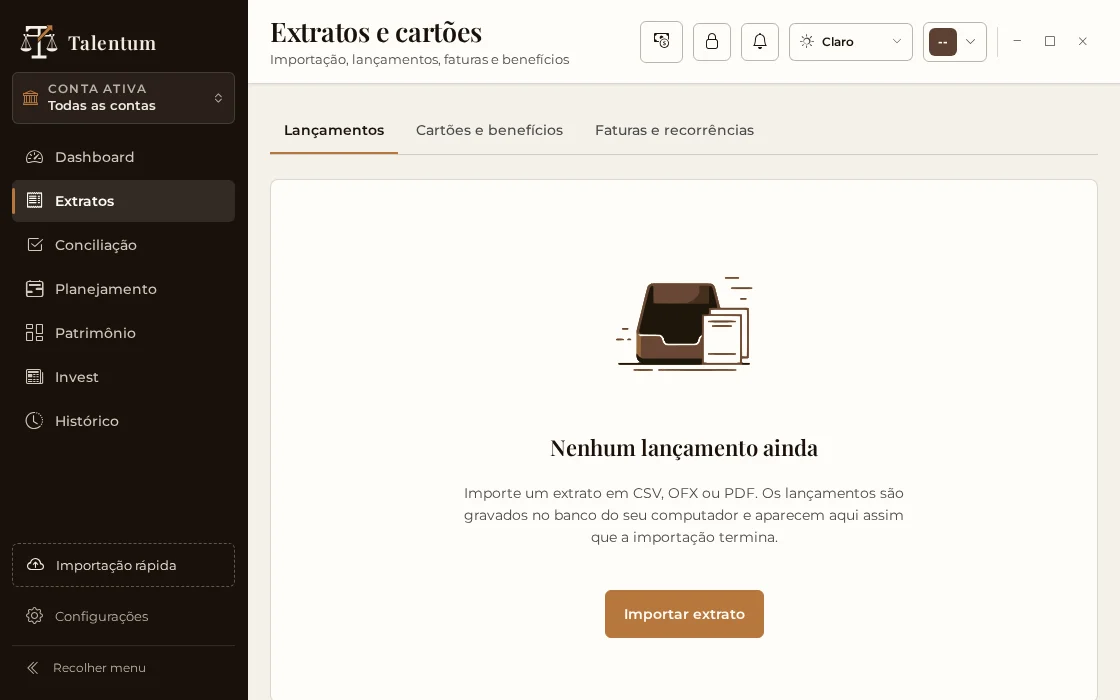 Talentum
CONTA ATIVA
Todas as contas
Dashboard
Extratos
Conciliação
Planejamento
Patrimônio
Invest
Histórico
Importação rápida
Configurações
Recolher menu
Extratos e cartões
Importação, lançamentos, faturas e benefícios
Claro
--
Lançamentos
Cartões e benefícios
Faturas e recorrências
Nenhum lançamento ainda
Importe um extrato em CSV, OFX ou PDF. Os lançamentos são
gravados no banco do seu computador e aparecem aqui assim
que a importação termina.
Importar extrato